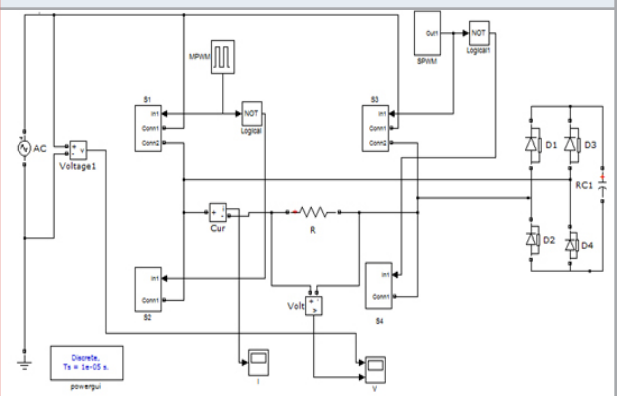 MPWM
SPWM
Out1
NOT
Logical1
S1
In1
Conn1
Conn2
NOT
Logical
S3
In1
Conn1
Conn2
AC
+
-
v
Voltage1
D1
D3
RC1
+
Cur
R
D2
D4
S2
In1
Conn1
Volt
S4
In1
Conn1
Discrete,
Ts = 1e-05 s.
powergui
I
V